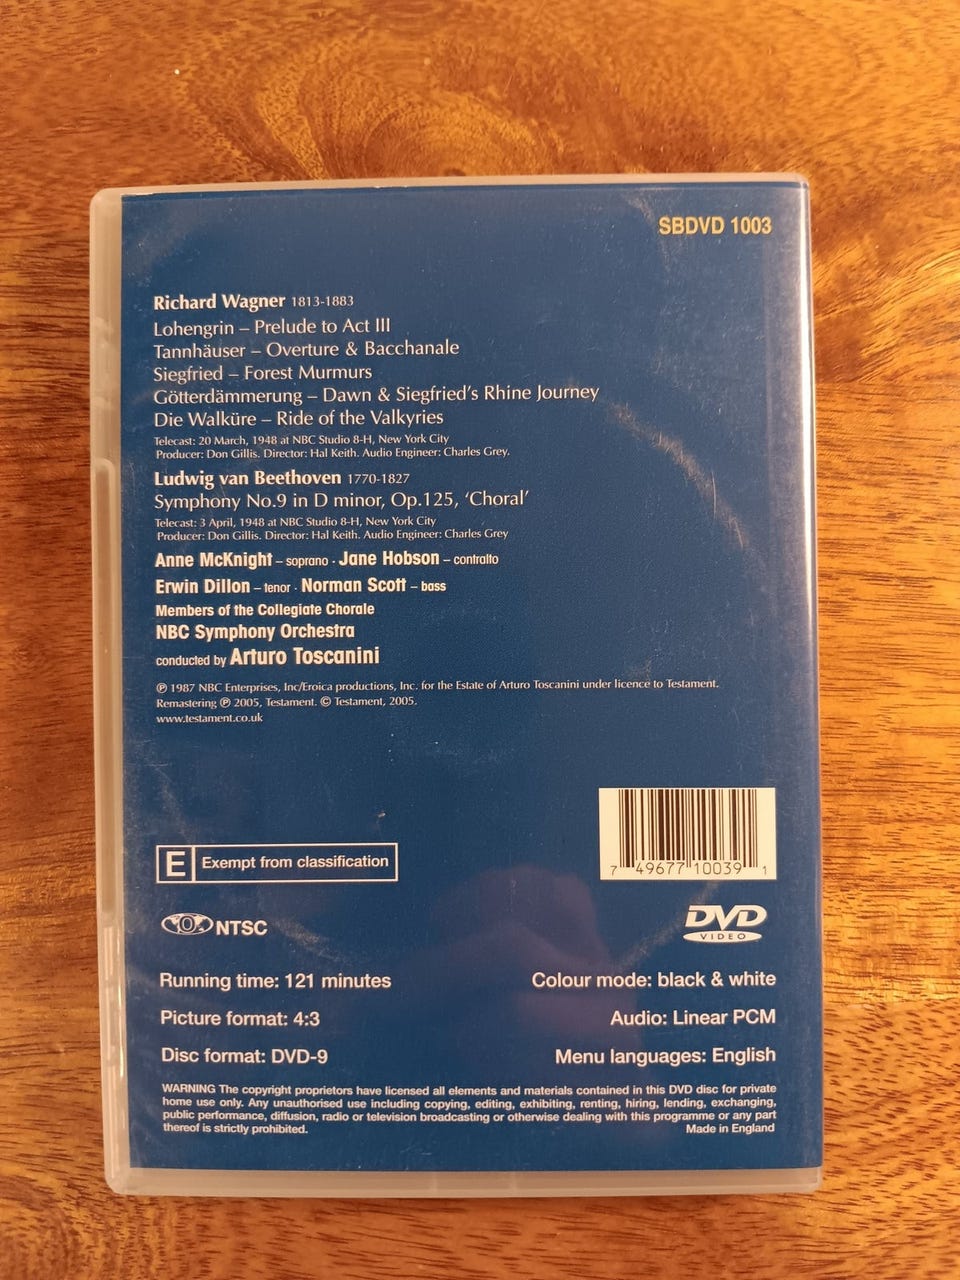 SBDVD 1003
Richard Wagner 1813-1883
Lohengrin – Prelude to Act III
Tannhäuser – Overture & Bacchanale
Siegfried – Forest Murmurs
Götterdämmerung – Dawn & Siegfried's Rhine Journey
Die Walküre – Ride of the Valkyries
Telecast: 20 March, 1948 at NBC Studio 8-H, New York City
Producer: Don Gillis. Director: Hal Keith. Audio Engineer: Charles Grey.
Ludwig van Beethoven 1770-1827
Symphony No.9 in D minor, Op.125, 'Choral'
Telecast: 3 April, 1948 at NBC Studio 8-H, New York City
Producer: Don Gillis. Director: Hal Keith. Audio Engineer: Charles Grey
Anne McKnight – soprano · Jane Hobson – contralto
Erwin Dillon – tenor · Norman Scott – bass
Members of the Collegiate Chorale
NBC Symphony Orchestra
conducted by Arturo Toscanini
℗ 1987 NBC Enterprises, Inc/Eroica productions, Inc. for the Estate of Arturo Toscanini under licence to Testament.
Remastering ℗ 2005, Testament. © Testament, 2005.
www.testament.co.uk
7 49677 10039 1
E Exempt from classification
0 NTSC
DVD
VIDEO
Running time: 121 minutes
Colour mode: black & white
Picture format: 4:3
Audio: Linear PCM
Disc format: DVD-9
Menu languages: English
WARNING The copyright proprietors have licensed all elements and materials contained in this DVD disc for private
home use only. Any unauthorised use including copying, editing, exhibiting, renting, hiring, lending, exchanging,
public performance, diffusion, radio or television broadcasting or otherwise dealing with this programme or any part
thereof is strictly prohibited.
Made in England